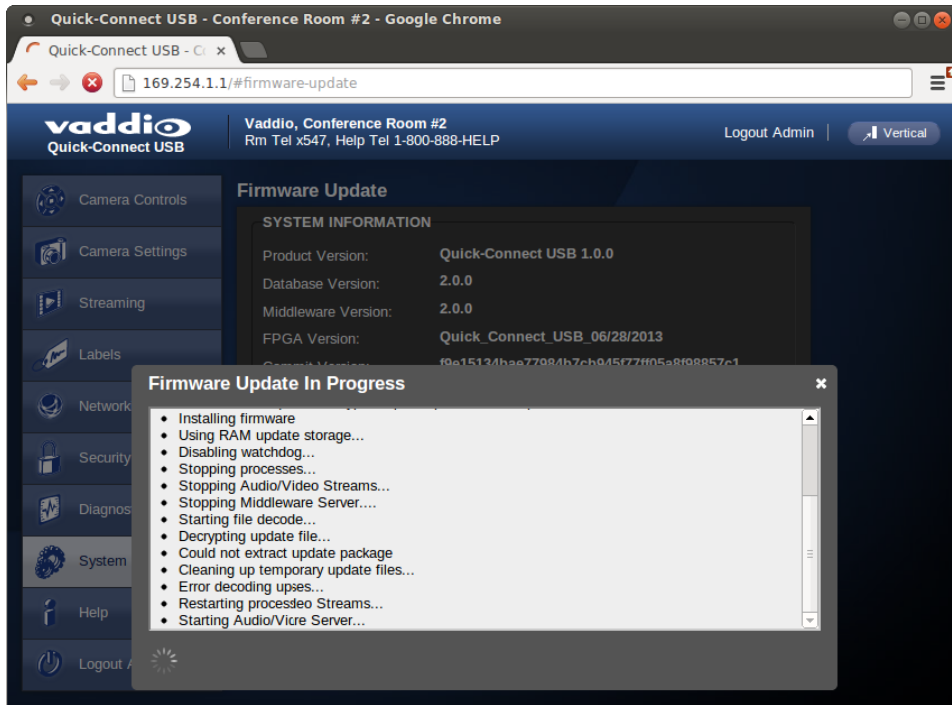 Quick-Connect USB - Conference Room #2 - Google Chrome
Quick-Connect USB - Co
169.254.1.1/#firmware-update
vaddio
Quick-Connect USB
Vaddio, Conference Room #2
Rm Tel x547, Help Tel 1-800-888-HELP
Logout Admin
Vertical
Camera Controls
Camera Settings
Streaming
Labels
Network
Security
Diagnos
System
Help
Logout A
Firmware Update
SYSTEM INFORMATION
Product Version: Quick-Connect USB 1.0.0
Database Version: 2.0.0
Middleware Version: 2.0.0
FPGA Version: Quick_Connect_USB_06/28/2013
Commit Version:
Firmware Update In Progress
Installing firmware
Using RAM update storage...
Disabling watchdog...
Stopping processes...
Stopping Audio/Video Streams...
Stopping Middleware Server....
Starting file decode...
Decrypting update file...
Could not extract update package
Cleaning up temporary update files...
Error decoding upses...
Restarting processdeo Streams...
Starting Audio/Vicre Server...